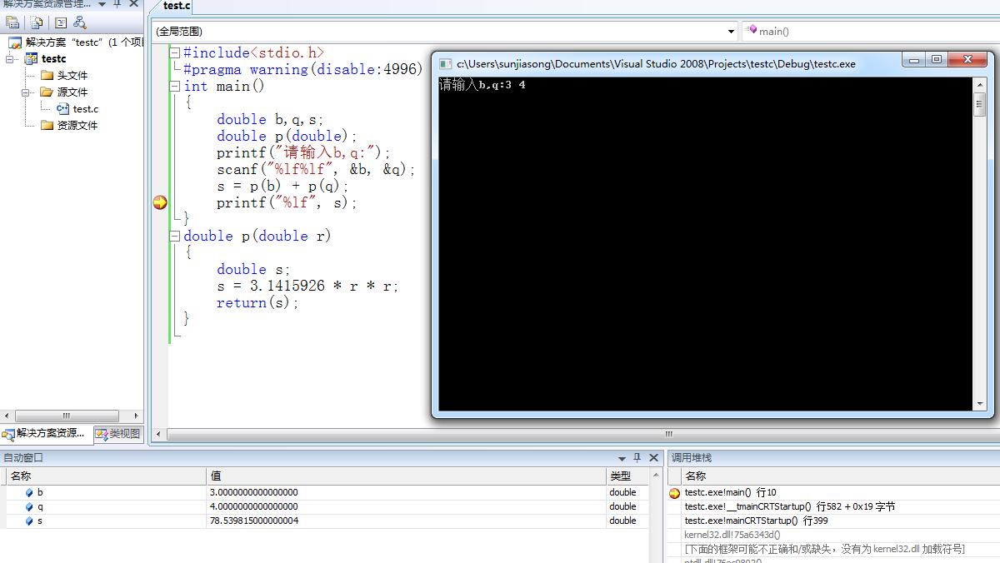 解决方案资源管理...
test.c
(全局范围)
main()
解决方案 "testc" (1 个项
testc
头文件
源文件
test.c
资源文件
#include<stdio.h>
#pragma warning(disable:4996)
int main()
{
double b,q,s;
double p(double);
printf("请输入b,q:");
scanf("%lf%lf", &b, &q);
s = p(b) + p(q);
printf("%lf", s);
}
double p(double r)
{
double s;
s = 3.1415926 * r * r;
return(s);
}
c:\Users\sunjiasong\Documents\Visual Studio 2008\Projects\testc\Debug\testc.exe
请输入b,q:3 4
解决方案资源...
类视图
自动窗口
名称 值 类型
b 3.0000000000000000 double
q 4.0000000000000000 double
s 78.539815000000004 double
调用堆栈
名称
testc.exe!main() 行10
testc.exe!__tmainCRTStartup() 行582 + 0x19 字节
testc.exe!mainCRTStartup() 行399
kernel32.dll!75a6343d()
[下面的框架可能不正确和/或缺失，没有为 kernel32.dll 加载符号]